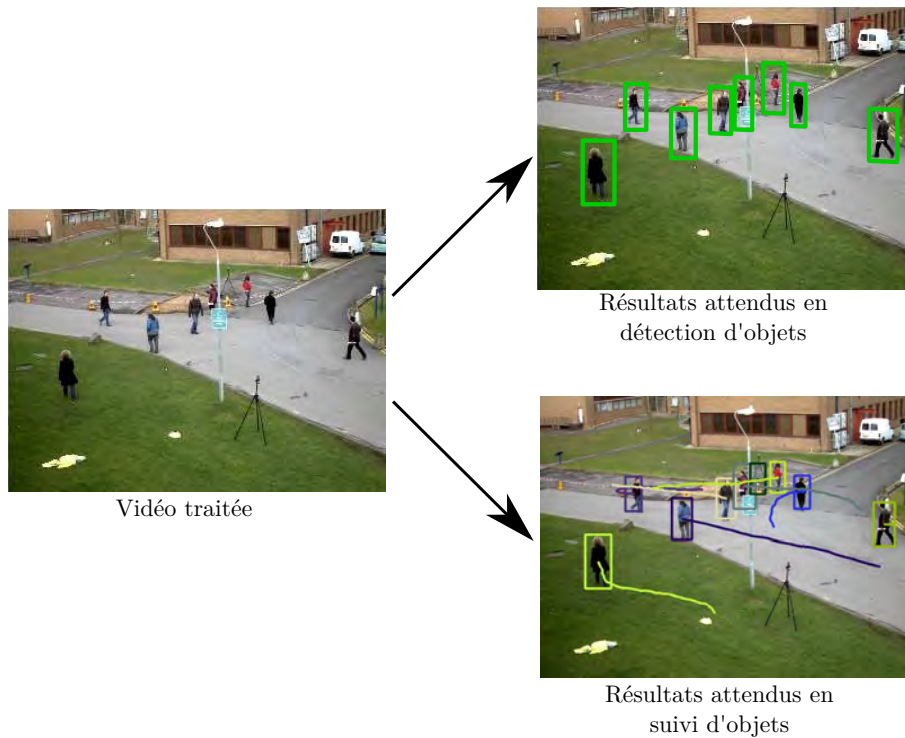 Résultats attendus en
détection d'objets
Vidéo traitée
Résultats attendus en
suivi d'objets